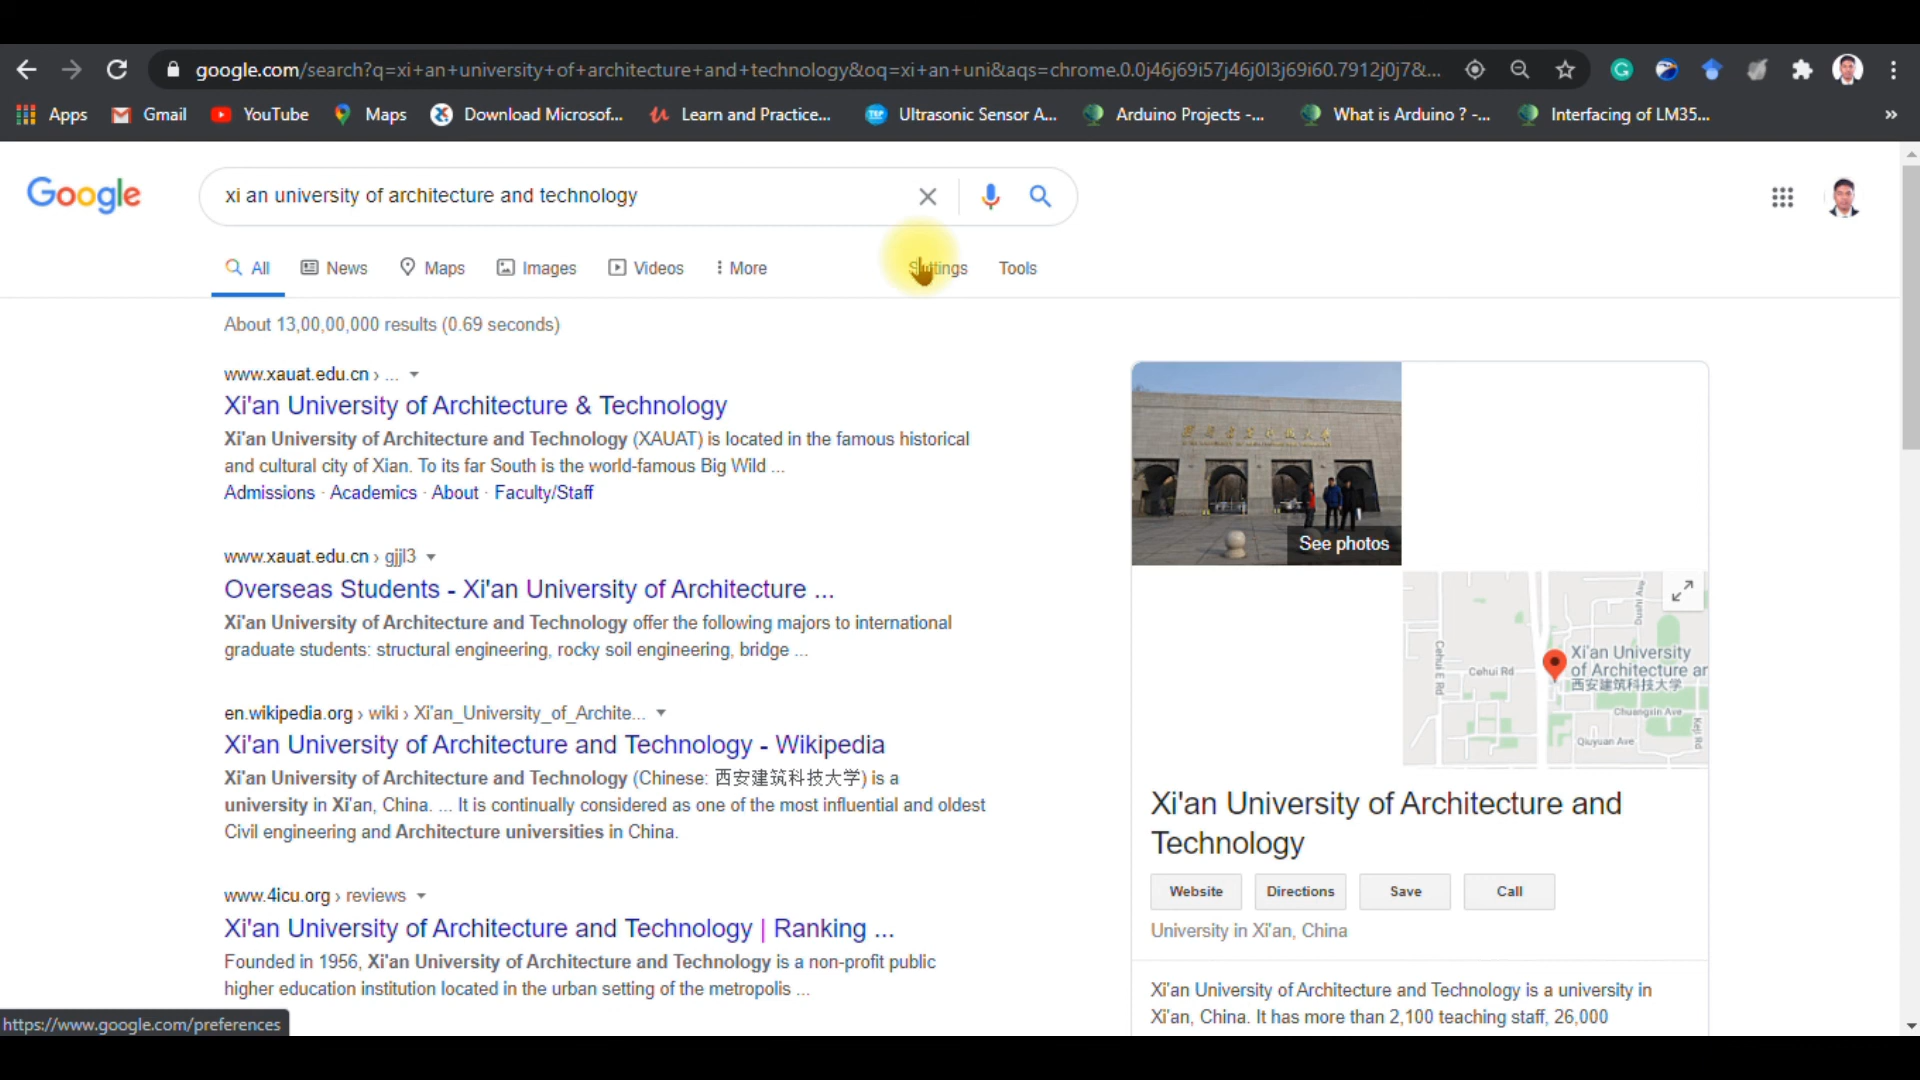 google.com/search?q=xi+an+university+of+architecture+and+technology&oq=xi+an+uni&aqs=chrome.0.0j46j69i57j46j0l3j69i60.7912j0j7&...
Apps Gmail YouTube Maps Download Microsof... Learn and Practice... Ultrasonic Sensor A... Arduino Projects -... What is Arduino ? -... Interfacing of LM35... »
Google xi an university of architecture and technology
All News Maps Images Videos More Settings Tools
About 13,00,00,000 results (0.69 seconds)
www.xauat.edu.cn › ...
Xi'an University of Architecture & Technology
Xi'an University of Architecture and Technology (XAUAT) is located in the famous historical
and cultural city of Xian. To its far South is the world-famous Big Wild ...
Admissions · Academics · About · Faculty/Staff
www.xauat.edu.cn › gjjl3
Overseas Students - Xi'an University of Architecture ...
Xi'an University of Architecture and Technology offer the following majors to international
graduate students: structural engineering, rocky soil engineering, bridge ...
en.wikipedia.org › wiki › Xi'an_University_of_Archite...
Xi'an University of Architecture and Technology - Wikipedia
Xi'an University of Architecture and Technology (Chinese: 西安建筑科技大学) is a
university in Xi'an, China. ... It is continually considered as one of the most influential and oldest
Civil engineering and Architecture universities in China.
www.4icu.org › reviews
Xi'an University of Architecture and Technology | Ranking ...
Founded in 1956, Xi'an University of Architecture and Technology is a non-profit public
higher education institution located in the urban setting of the metropolis ...
https://www.google.com/preferences
See photos
Dushi Ave
Cehui E Rd
Cehui Rd
Xi'an University
of Architecture an
西安建筑科技大学
Chuangxin Ave
Keji Rd
Qiuyuan Ave
Xi'an University of Architecture and
Technology
Website Directions Save Call
University in Xi'an, China
Xi'an University of Architecture and Technology is a university in
Xi'an, China. It has more than 2,100 teaching staff, 26,000